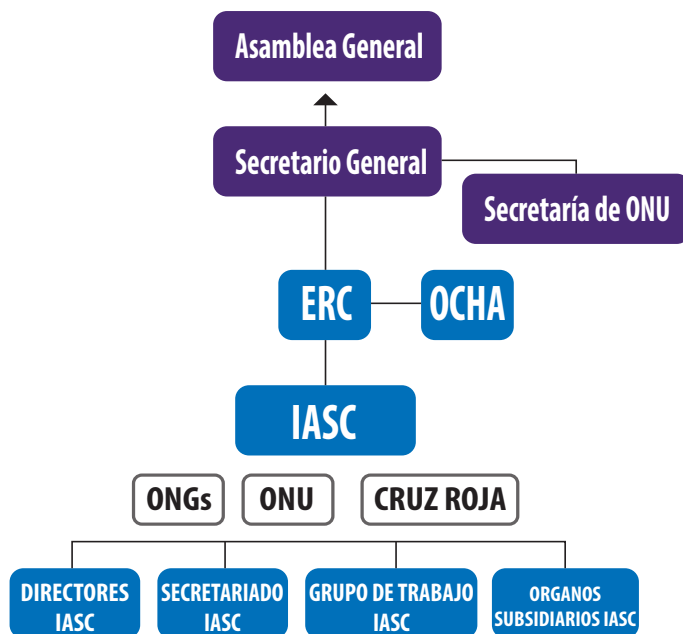 Asamblea General
Secretario General
Secretaría de ONU
ERC
OCHA
IASC
ONGs
ONU
CRUZ ROJA
DIRECTORES
IASC
SECRETARIADO
IASC
GRUPO DE TRABAJO
IASC
ORGANOS
SUBSIDIARIOS IASC